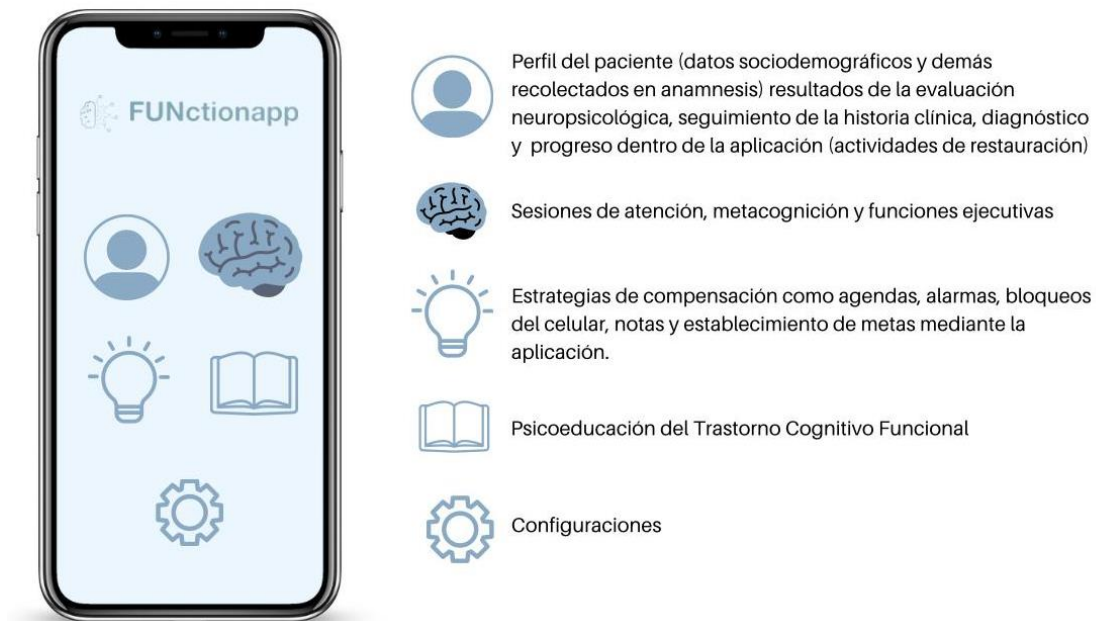 FUNctionapp
Perfil del paciente (datos sociodemográficos y demás
recolectados en anamnesis) resultados de la evaluación
neuropsicológica, seguimiento de la historia clínica, diagnóstico
y progreso dentro de la aplicación (actividades de restauración)
Sesiones de atención, metacognición y funciones ejecutivas
Estrategias de compensación como agendas, alarmas, bloqueos
del celular, notas y establecimiento de metas mediante la
aplicación.
Psicoeducación del Trastorno Cognitivo Funcional
Configuraciones